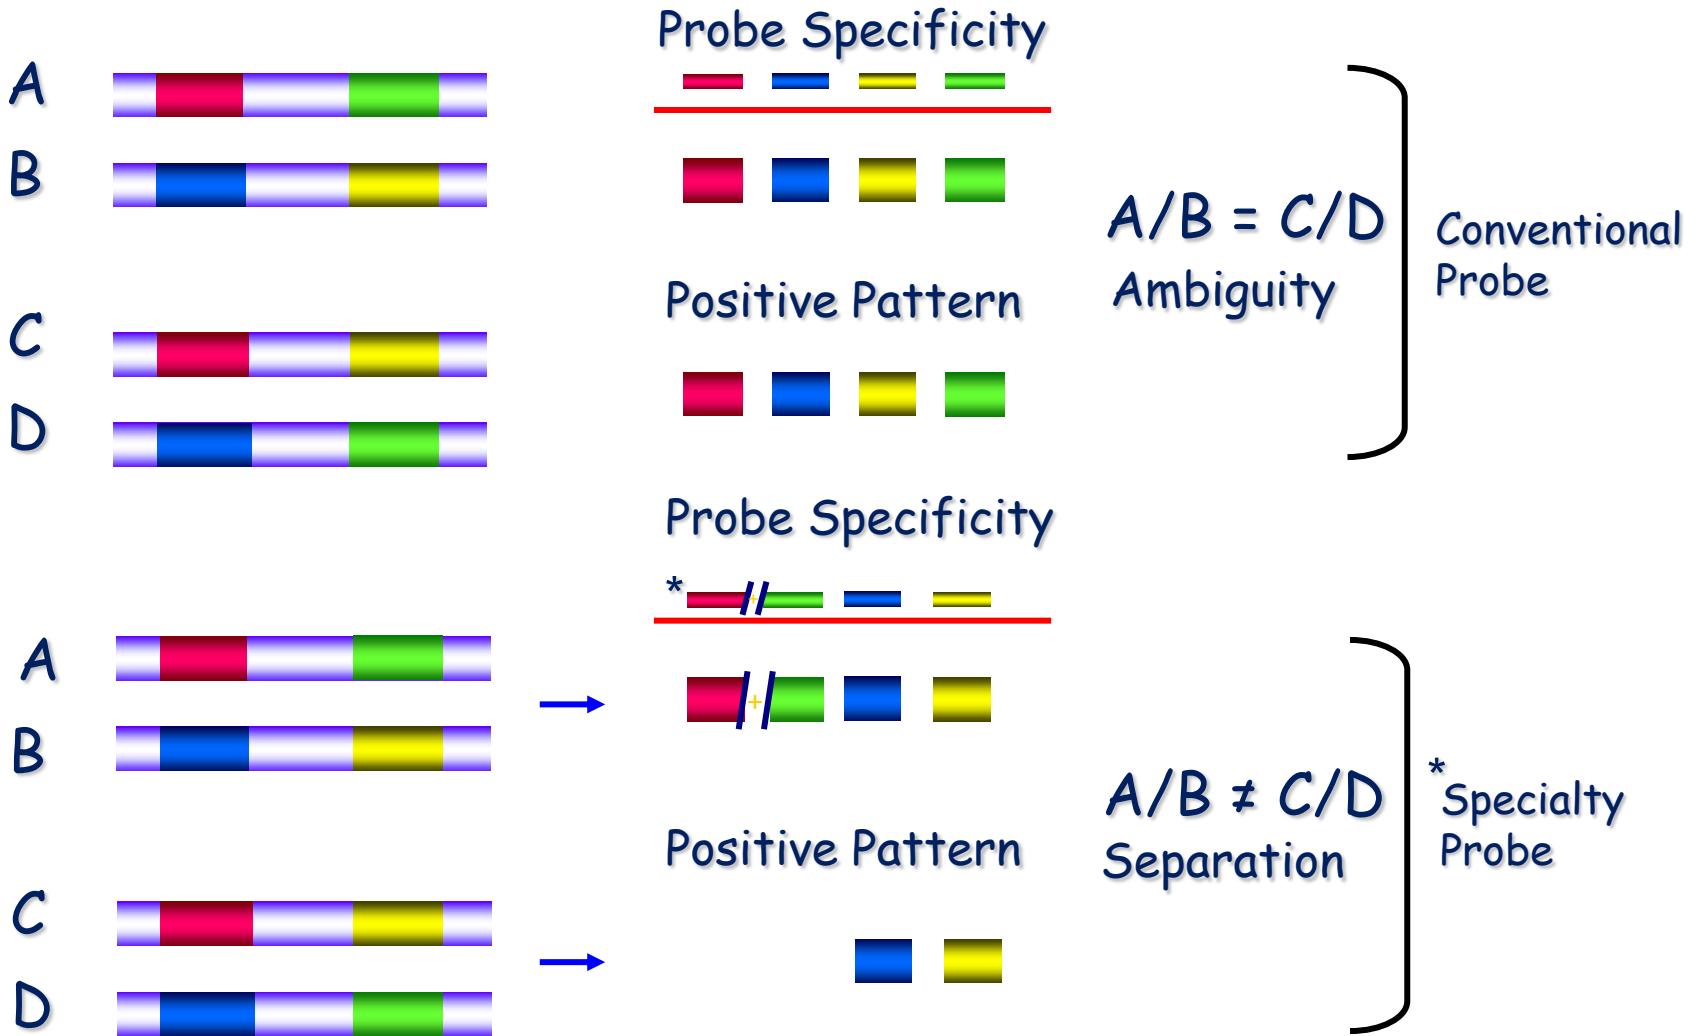 Probe Specificity
A
B
A/B = C/D
Ambiguity
Conventional
Probe
Positive Pattern
C
D
Probe Specificity
* +
A
B
+
A/B ≠ C/D
Separation
*Specialty
Probe
Positive Pattern
C
D